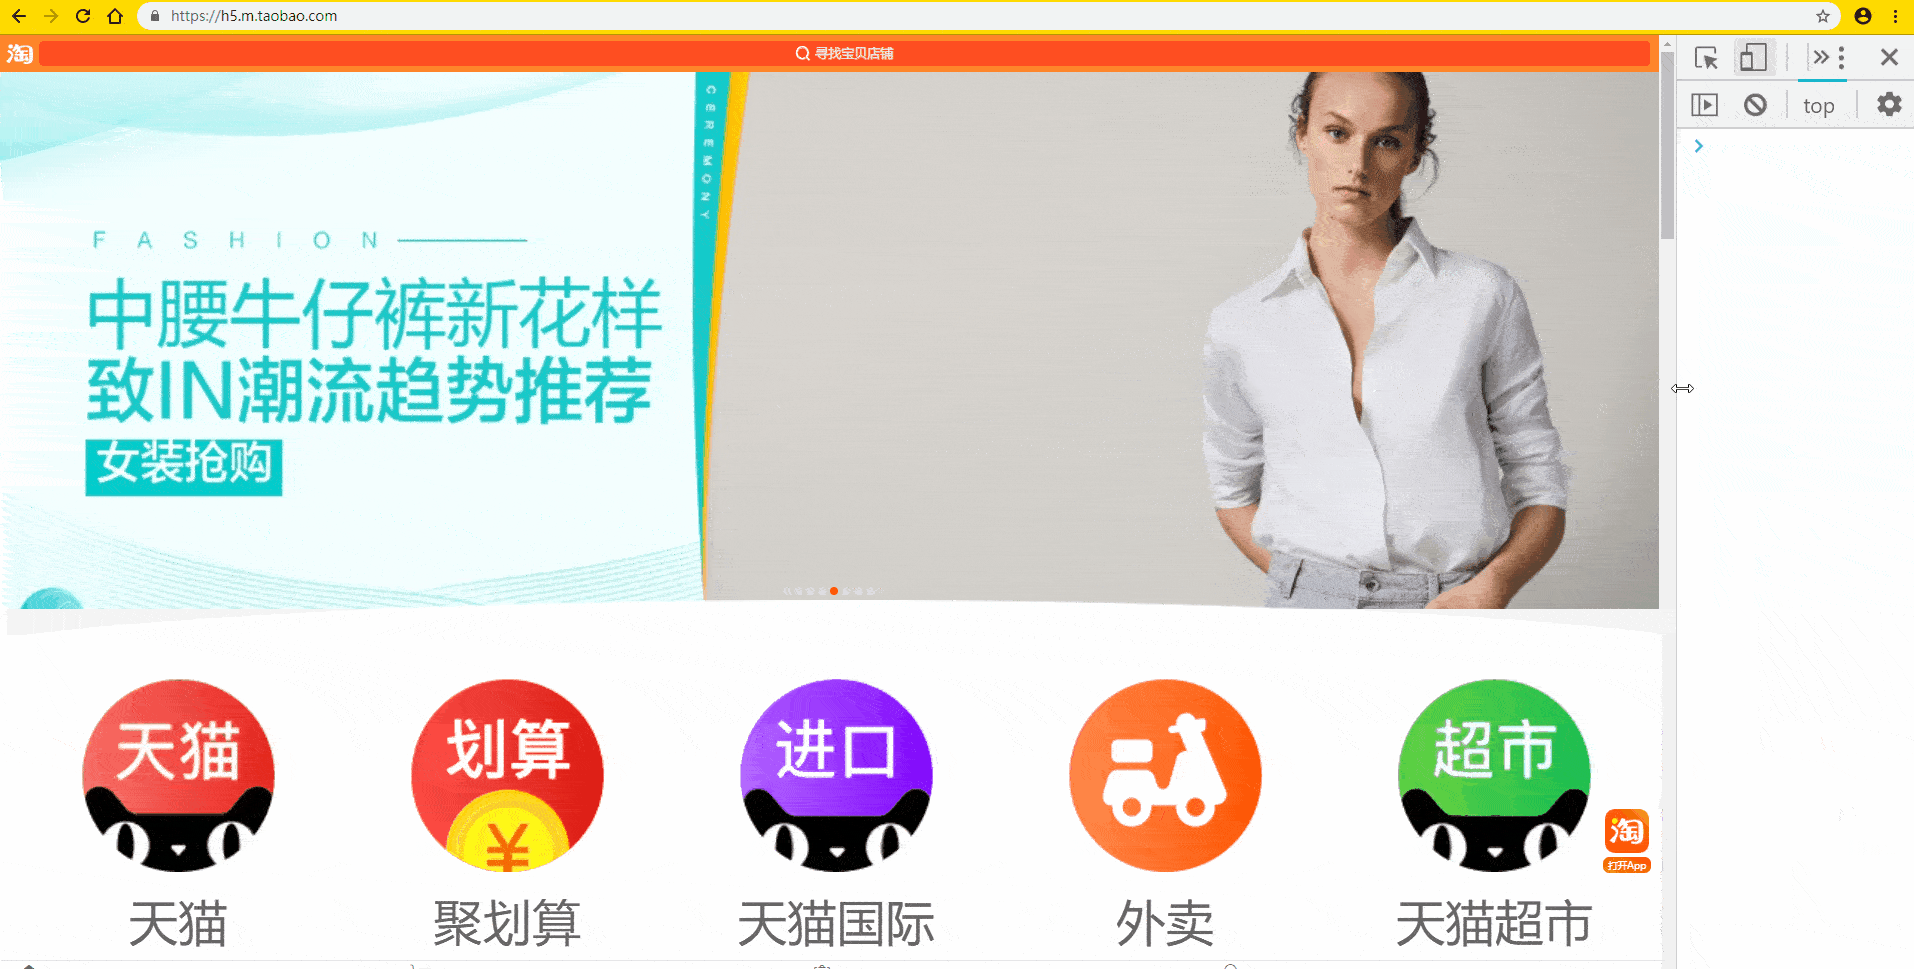 https://h5.m.taobao.com
淘
寻找宝贝店铺
top
CEREMONY
FASHION
中腰牛仔裤新花样
致IN潮流趋势推荐
女装抢购
天猫
划算
进口
超市
¥
淘
打开App
天猫
聚划算
天猫国际
外卖
天猫超市